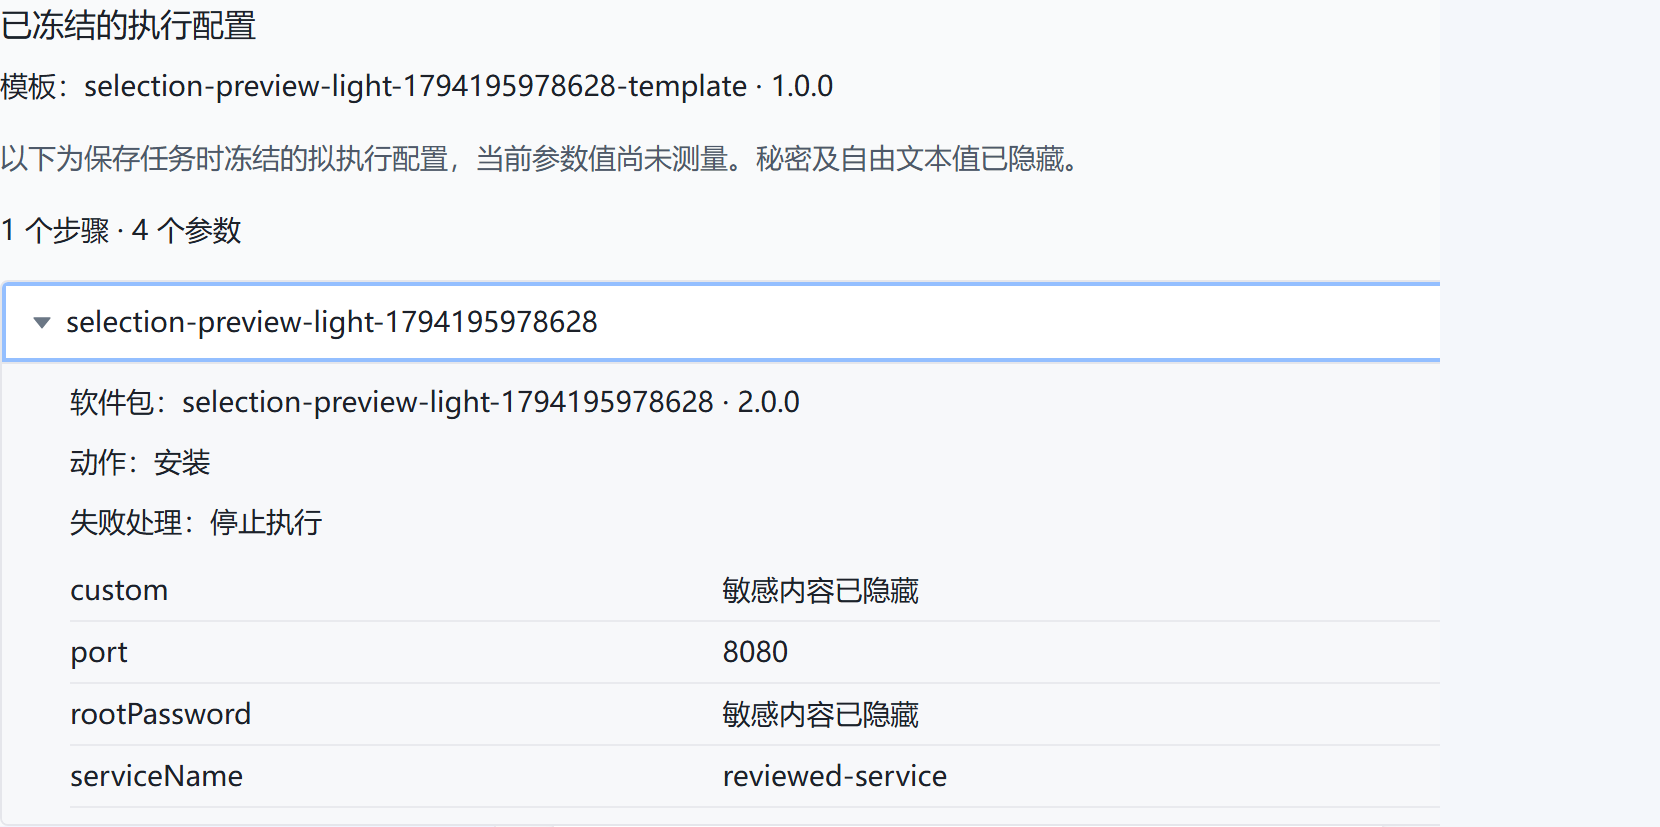 已冻结的执行配置
模板：selection-preview-light-1794195978628-template · 1.0.0
以下为保存任务时冻结的拟执行配置，当前参数值尚未测量。秘密及自由文本值已隐藏。
1 个步骤 · 4 个参数
selection-preview-light-1794195978628
软件包：selection-preview-light-1794195978628 · 2.0.0
动作：安装
失败处理：停止执行
custom 敏感内容已隐藏
port 8080
rootPassword 敏感内容已隐藏
serviceName reviewed-service